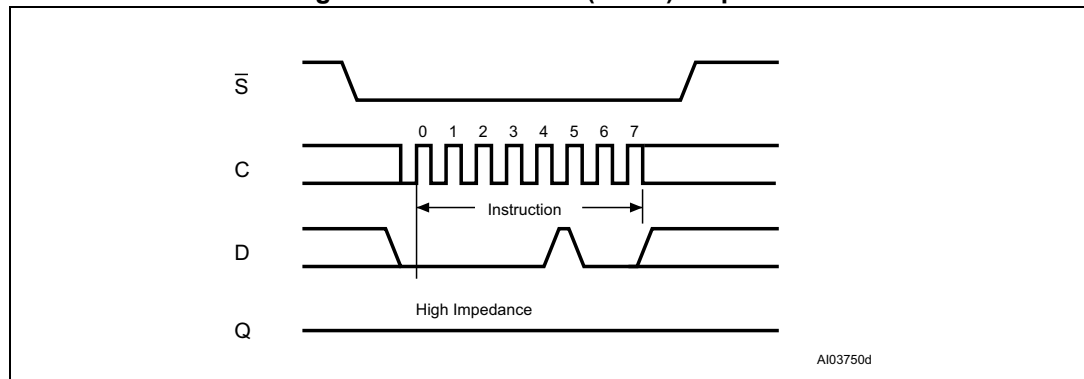 S̅
0 1 2 3 4 5 6 7
C
Instruction
D
High Impedance
Q
AI03750d